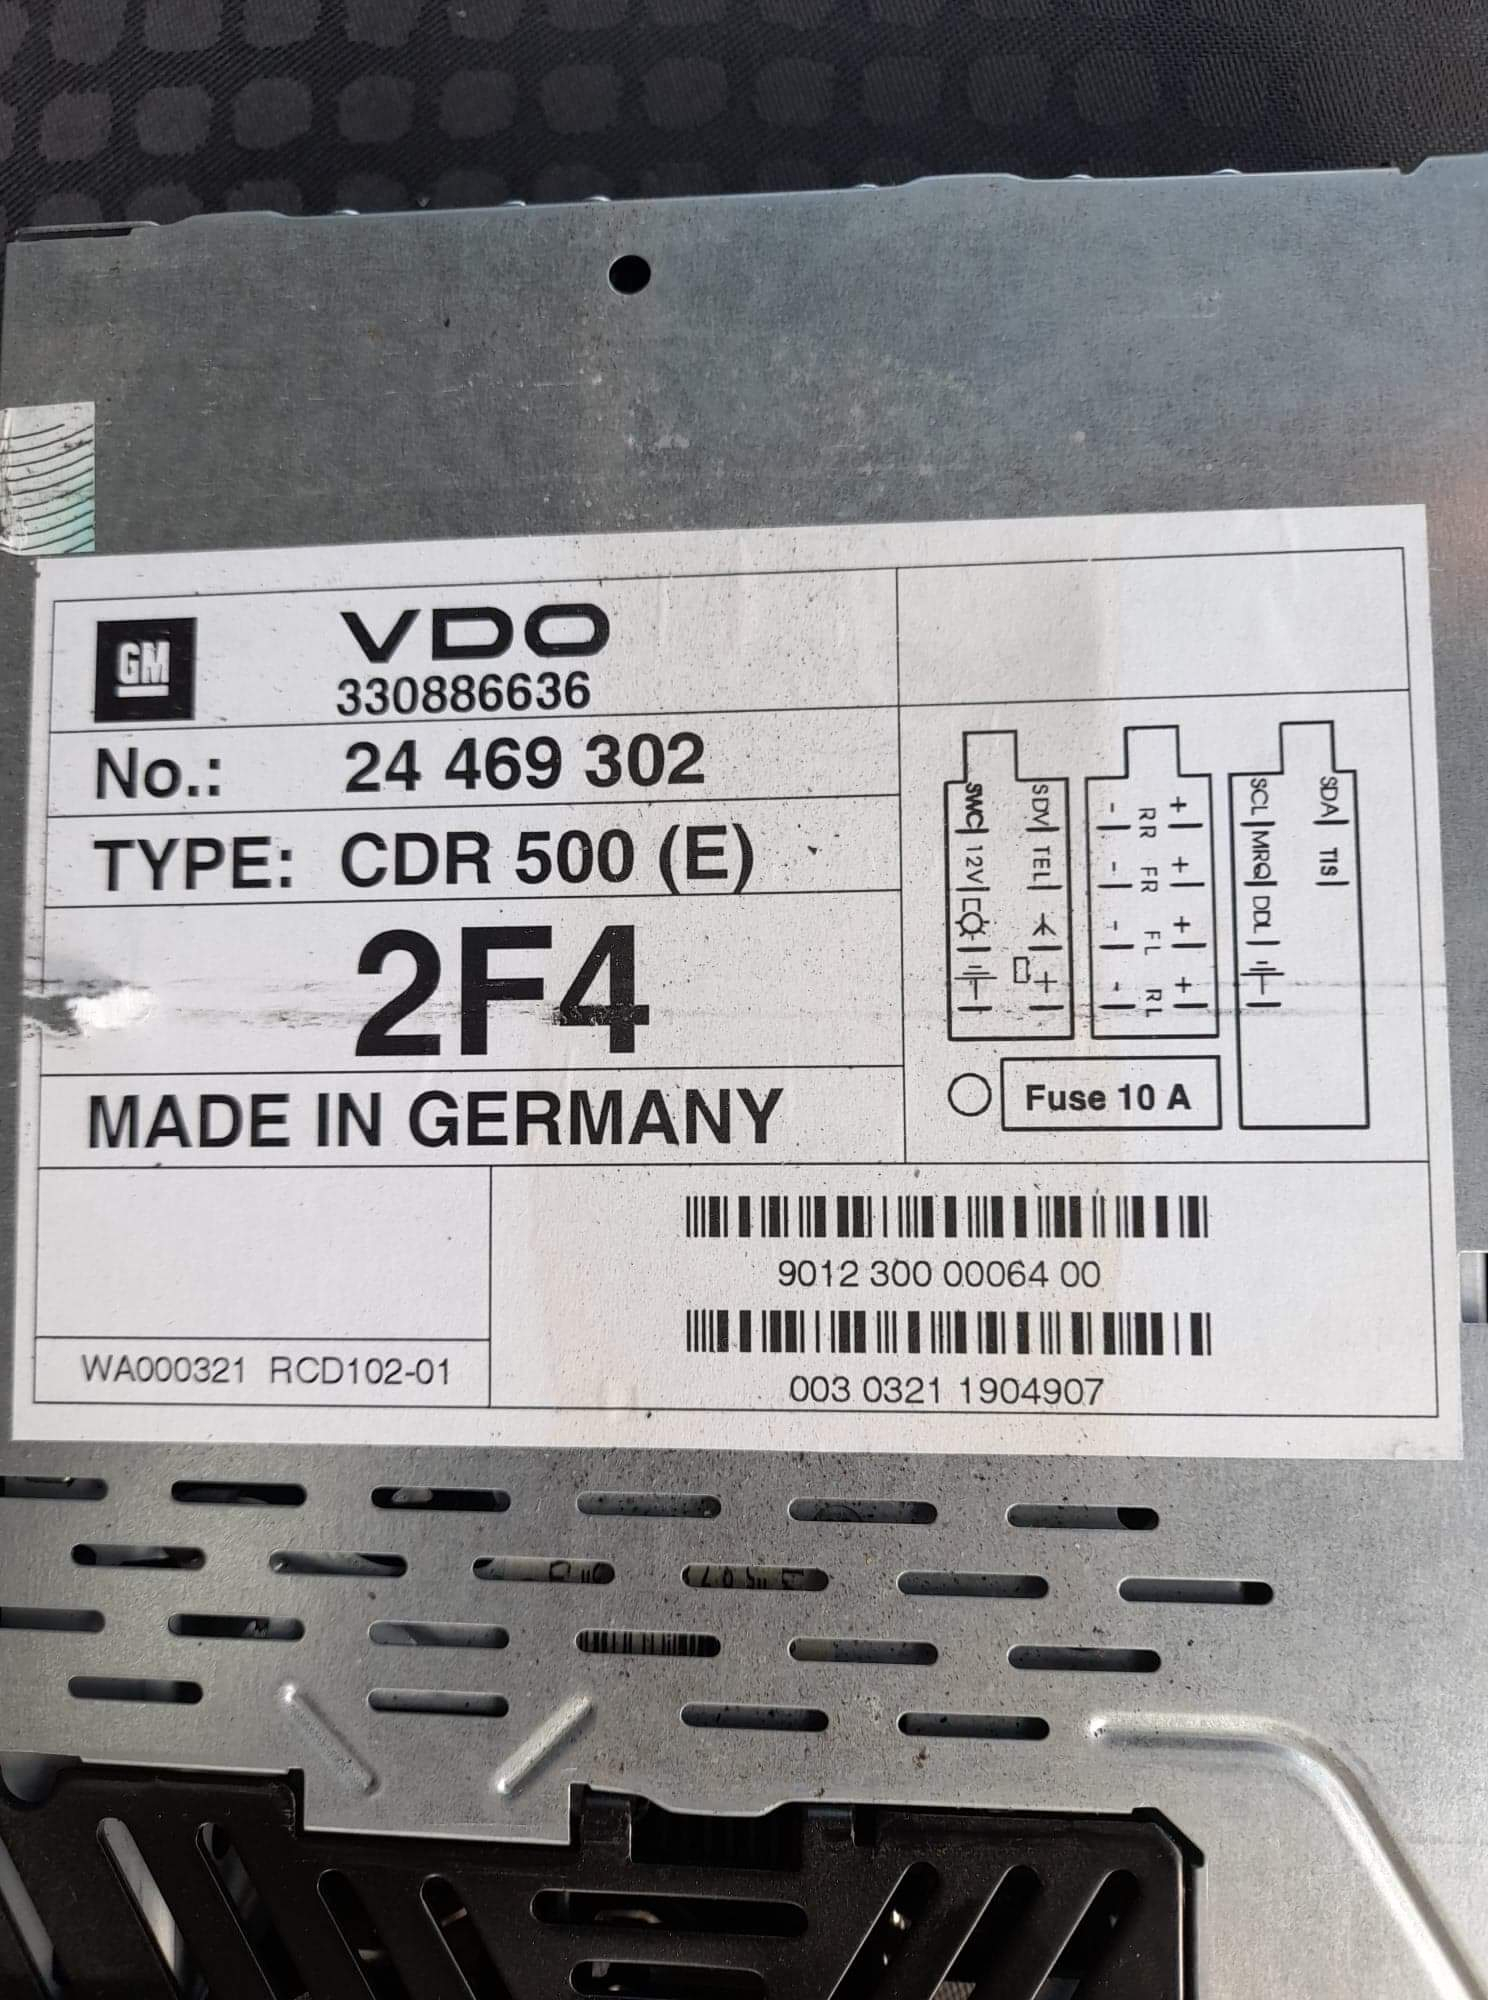 GM
VDO
330886636
No.: 24 469 302
TYPE: CDR 500 (E)
2F4
MADE IN GERMANY
SWC 12V
SDV TEL +
- - - -
RR FR FL RL
+ + + +
SCL MRQ DDL
SDA TIS
Fuse 10 A
9012 300 00064 00
WA000321 RCD102-01
003 0321 1904907